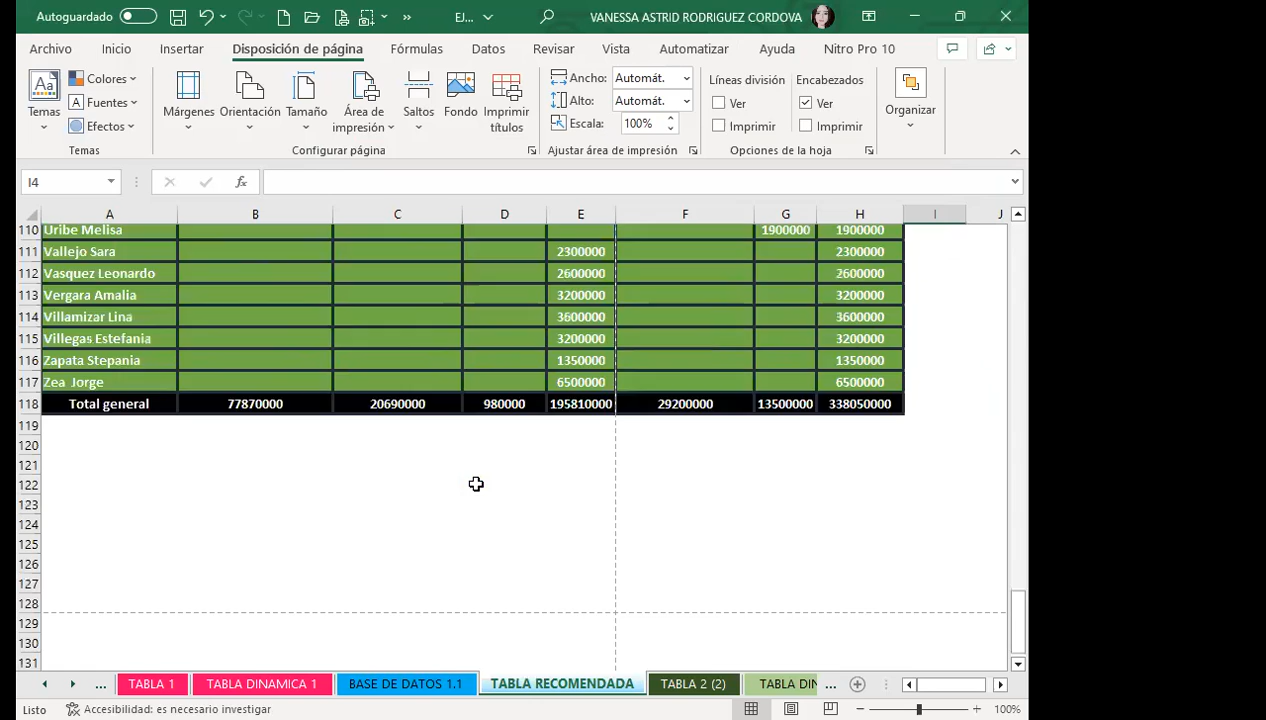 Autoguardado EJ... VANESSA ASTRID RODRIGUEZ CORDOVA
Archivo Inicio Insertar Disposición de página Fórmulas Datos Revisar Vista Automatizar Ayuda Nitro Pro 10
Temas
Colores
Fuentes
Efectos
Temas
Márgenes Orientación Tamaño Área de impresión Saltos Fondo Imprimir títulos
Configurar página
Ancho: Automát.
Alto: Automát.
Escala: 100%
Ajustar área de impresión
Líneas división Encabezados
Ver Ver
Imprimir Imprimir
Opciones de la hoja
Organizar
I4 fx
A B C D E F G H I J
110 Uribe Melisa 1900000 1900000
111 Vallejo Sara 2300000 2300000
112 Vasquez Leonardo 2600000 2600000
113 Vergara Amalia 3200000 3200000
114 Villamizar Lina 3600000 3600000
115 Villegas Estefania 3200000 3200000
116 Zapata Stepania 1350000 1350000
117 Zea Jorge 6500000 6500000
118 Total general 77870000 20690000 980000 195810000 29200000 13500000 338050000
119
120
121
122
123
124
125
126
127
128
129
130
131
... TABLA 1 TABLA DINAMICA 1 BASE DE DATOS 1.1 TABLA RECOMENDADA TABLA 2 (2) TABLA DIN ...
Listo Accesibilidad: es necesario investigar 100%